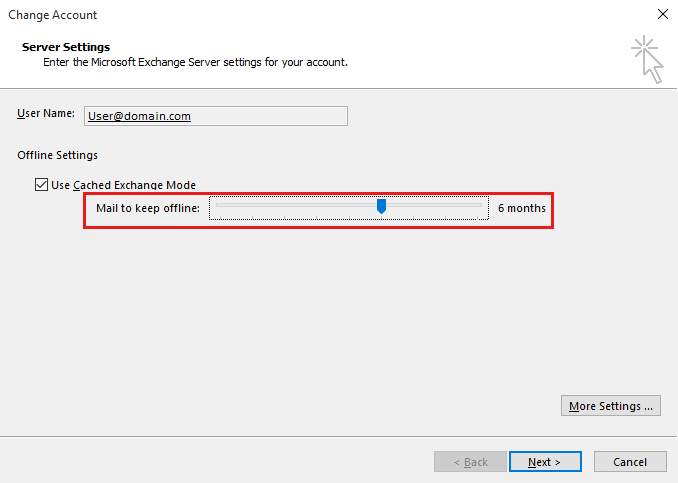 Change Account
Server Settings
Enter the Microsoft Exchange Server settings for your account.
User Name: User@domain.com
Offline Settings
Use Cached Exchange Mode
Mail to keep offline: 6 months
More Settings ...
< Back Next > Cancel